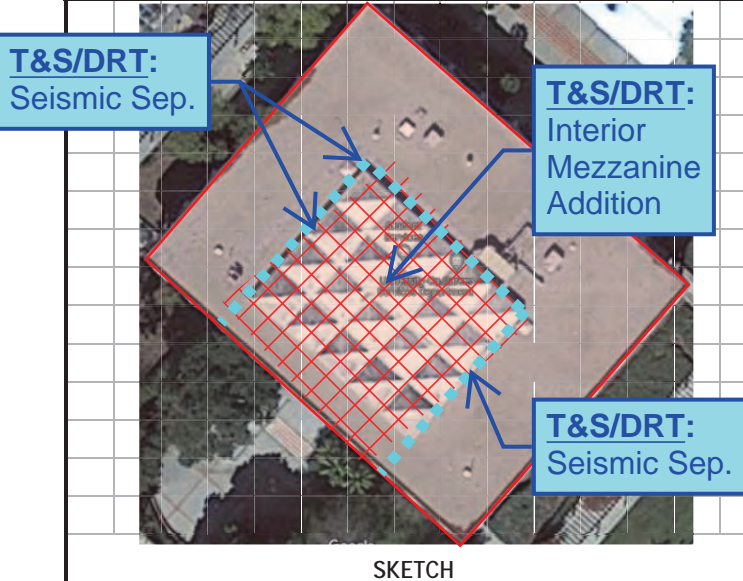 T&S/DRT:
Seismic Sep.
T&S/DRT:
Interior
Mezzanine
Addition
T&S/DRT:
Seismic Sep.
SKETCH